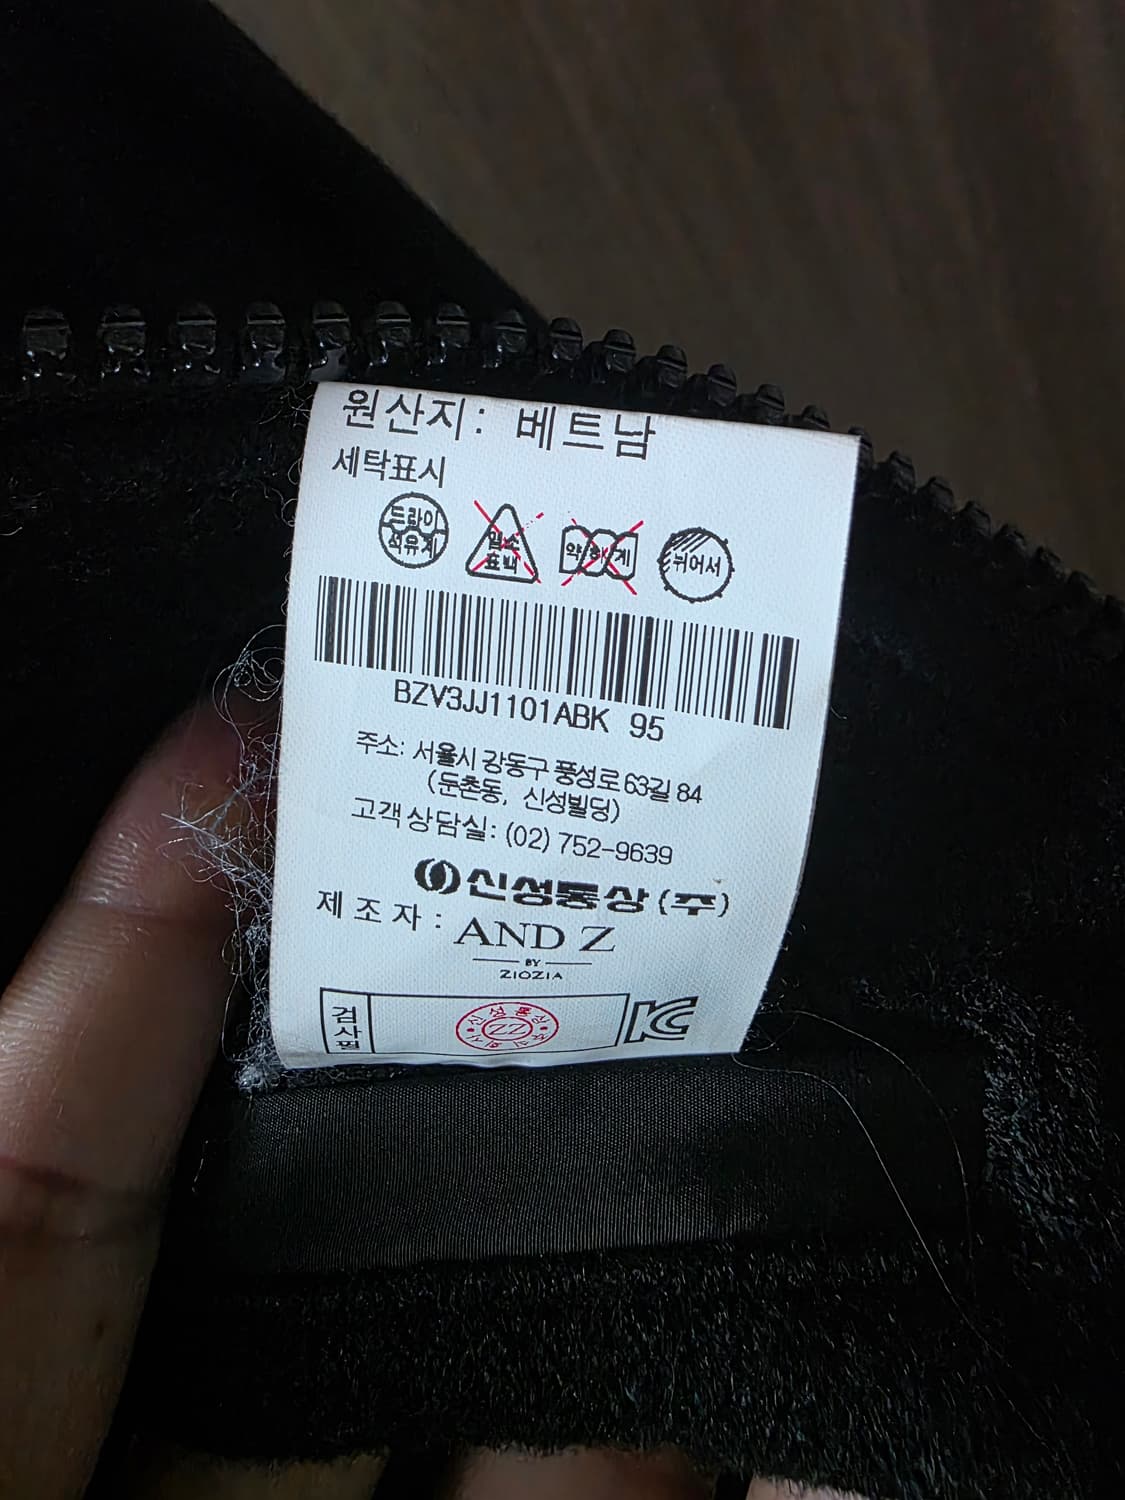 원산지: 베트남
세탁표시
드라이
석유계
염소
표백
약하게
뉘어서
BZV3JJ1101ABK 95
주소: 서울시 강동구 풍성로 63길 84
(둔촌동, 신성빌딩)
고객상담실: (02) 752-9639
신성통상(주)
제조자:
AND Z
BY
ZIOZIA
검사필
ZZ
KC